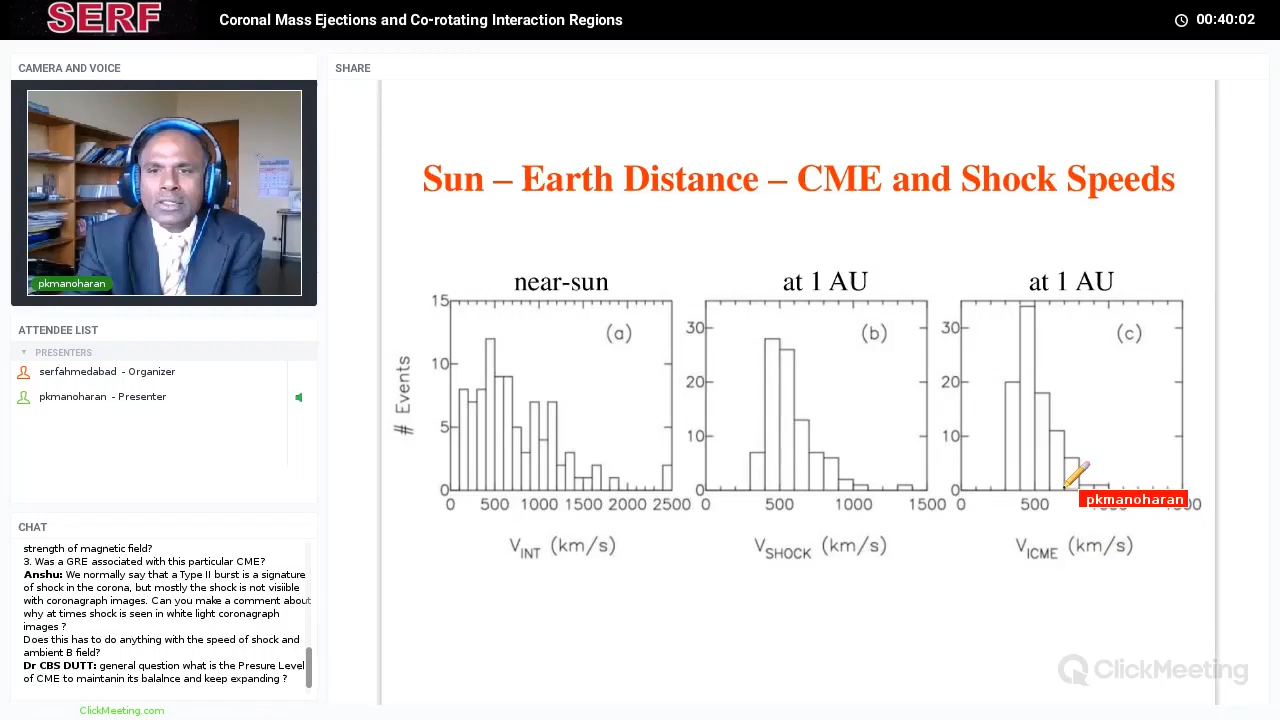 SERF
Coronal Mass Ejections and Co-rotating Interaction Regions
00:40:02
CAMERA AND VOICE
pkmanoharan
ATTENDEE LIST
PRESENTERS
serfahmedabad - Organizer
pkmanoharan - Presenter
CHAT
strength of magnetic field?
3. Was a GRE associated with this particular CME?
Anshu: We normally say that a Type II burst is a signature
of shock in the corona, but mostly the shock is not visiible
with coronagraph images. Can you make a comment about
why at times shock is seen in white light coronagraph
images ?
Does this has to do anything with the speed of shock and
ambient B field?
Dr CBS DUTT: general question what is the Presure Level
of CME to maintanin its balalnce and keep expanding ?
ClickMeeting.com
SHARE
Sun – Earth Distance – CME and Shock Speeds
near-sun
at 1 AU
at 1 AU
15
10
5
0
# Events
(a)
0 500 1000 1500 2000 2500
V_INT (km/s)
30
20
10
0
(b)
0 500 1000 1500
V_SHOCK (km/s)
30
20
10
0
(c)
0 500
V_ICME (km/s)
pkmanoharan
ClickMeeting